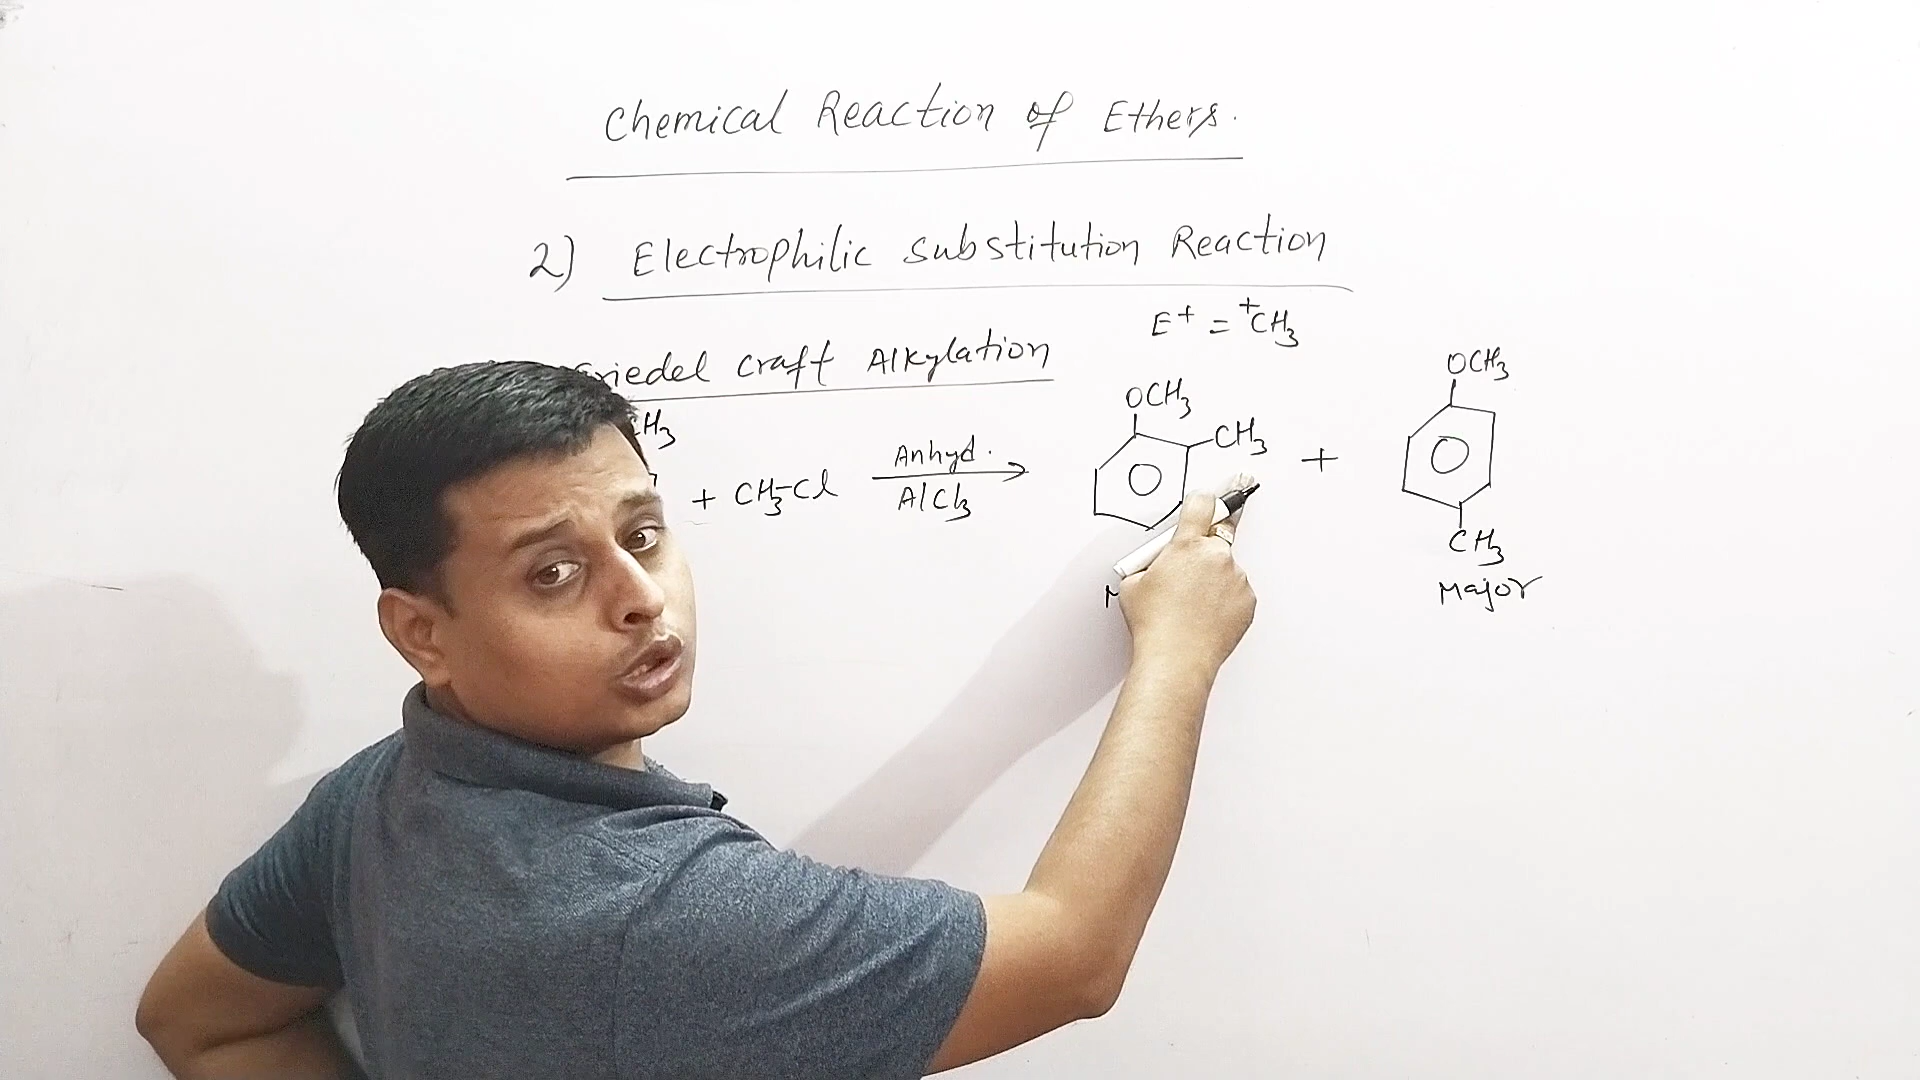 Chemical Reaction of Ethers.
2) Electrophilic Substitution Reaction
E+ = +CH3
Friedel Craft Alkylation
OCH3
OCH3
CH3
CH3
+ CH3-Cl
Anhyd.
AlCl3
+
CH3
Major